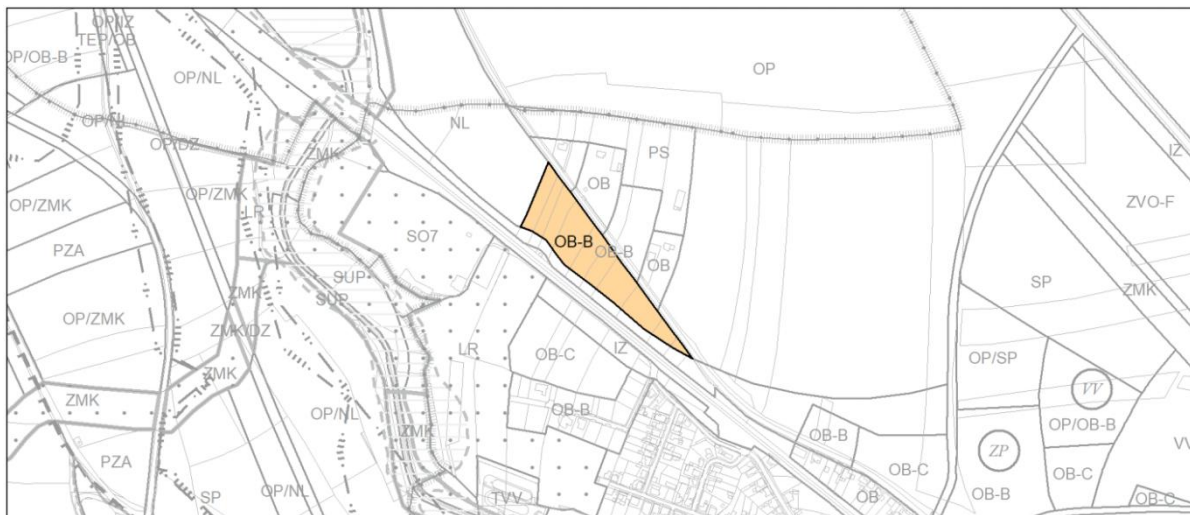 OP/IZ
TEP/OB
OP/OB-B
OP/NL
OP
NL
PS
OP/DZ
ZMK
IZ
OB
OP/ZMK
LR
ZVO-F
OP/ZMK
SO7
OB-B
OB-B
PZA
OB
SUP
SP
ZMK
SUP
ZMK
OP/ZMK
ZMK/DZ
IZ
LR
OB-C
OP/SP
ZMK
VV
ZMK
OP/NL
OB-B
OP/OB-B
ZMK
OB-B
PZA
ZP
OB-C
OB-C
SP
OP/NL
TVV
OB
OB-B
OB-C